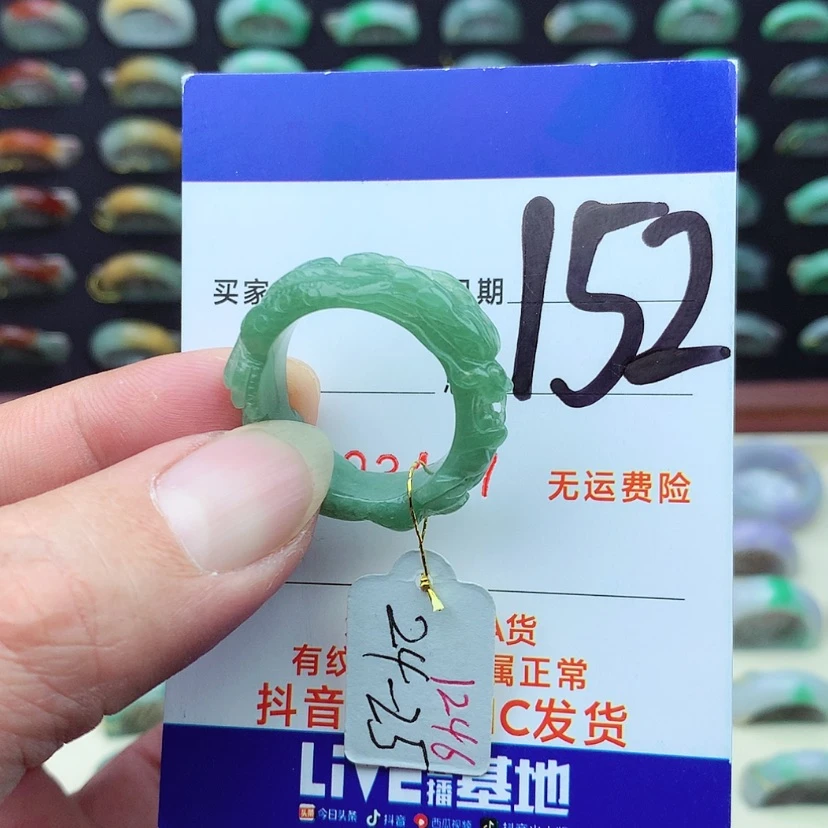 152
买家
期
无运费险
A货
有纹
属正常
抖音
IC发货
24-25
1246
LiVE直播基地
今日头条 抖音 西瓜视频